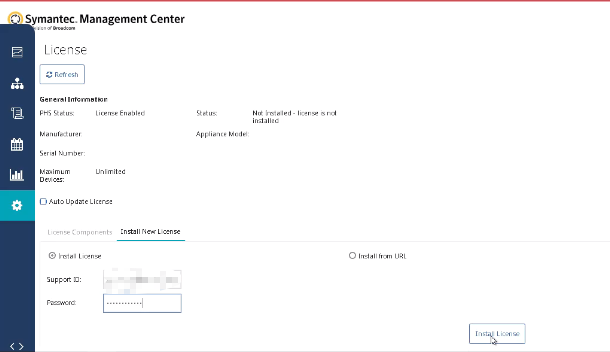 Symantec. Management Center
A Division of Broadcom
License
Refresh
General Information
PHS Status: License Enabled Status: Not Installed - license is not installed
Manufacturer Appliance Model:
Serial Number:
Maximum Devices: Unlimited
Auto Update License
License Components Install New License
Install License Install from URL
Support ID:
Password: ••••••••••••
Install License